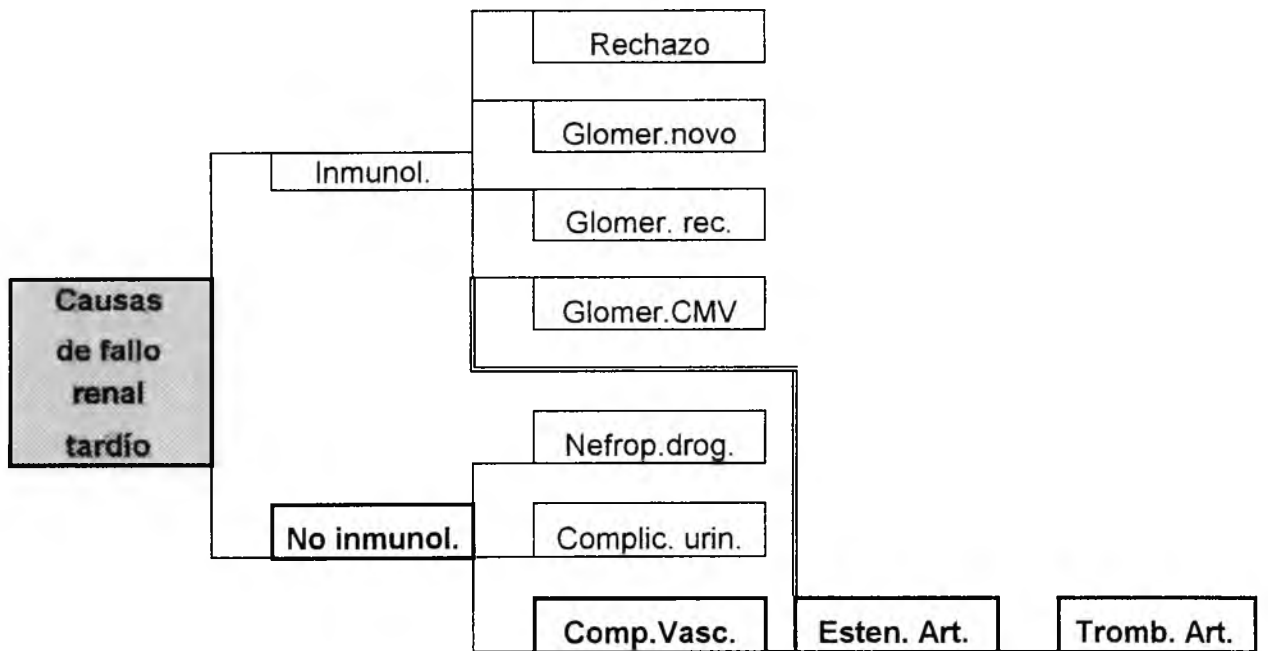 Rechazo
Glomer.novo
Inmunol.
Glomer. rec.
Glomer.CMV
Causas
de fallo
renal
tardío
Nefrop.drog.
No inmunol.
Complic. urin.
Comp.Vasc.
Esten. Art.
Tromb. Art.